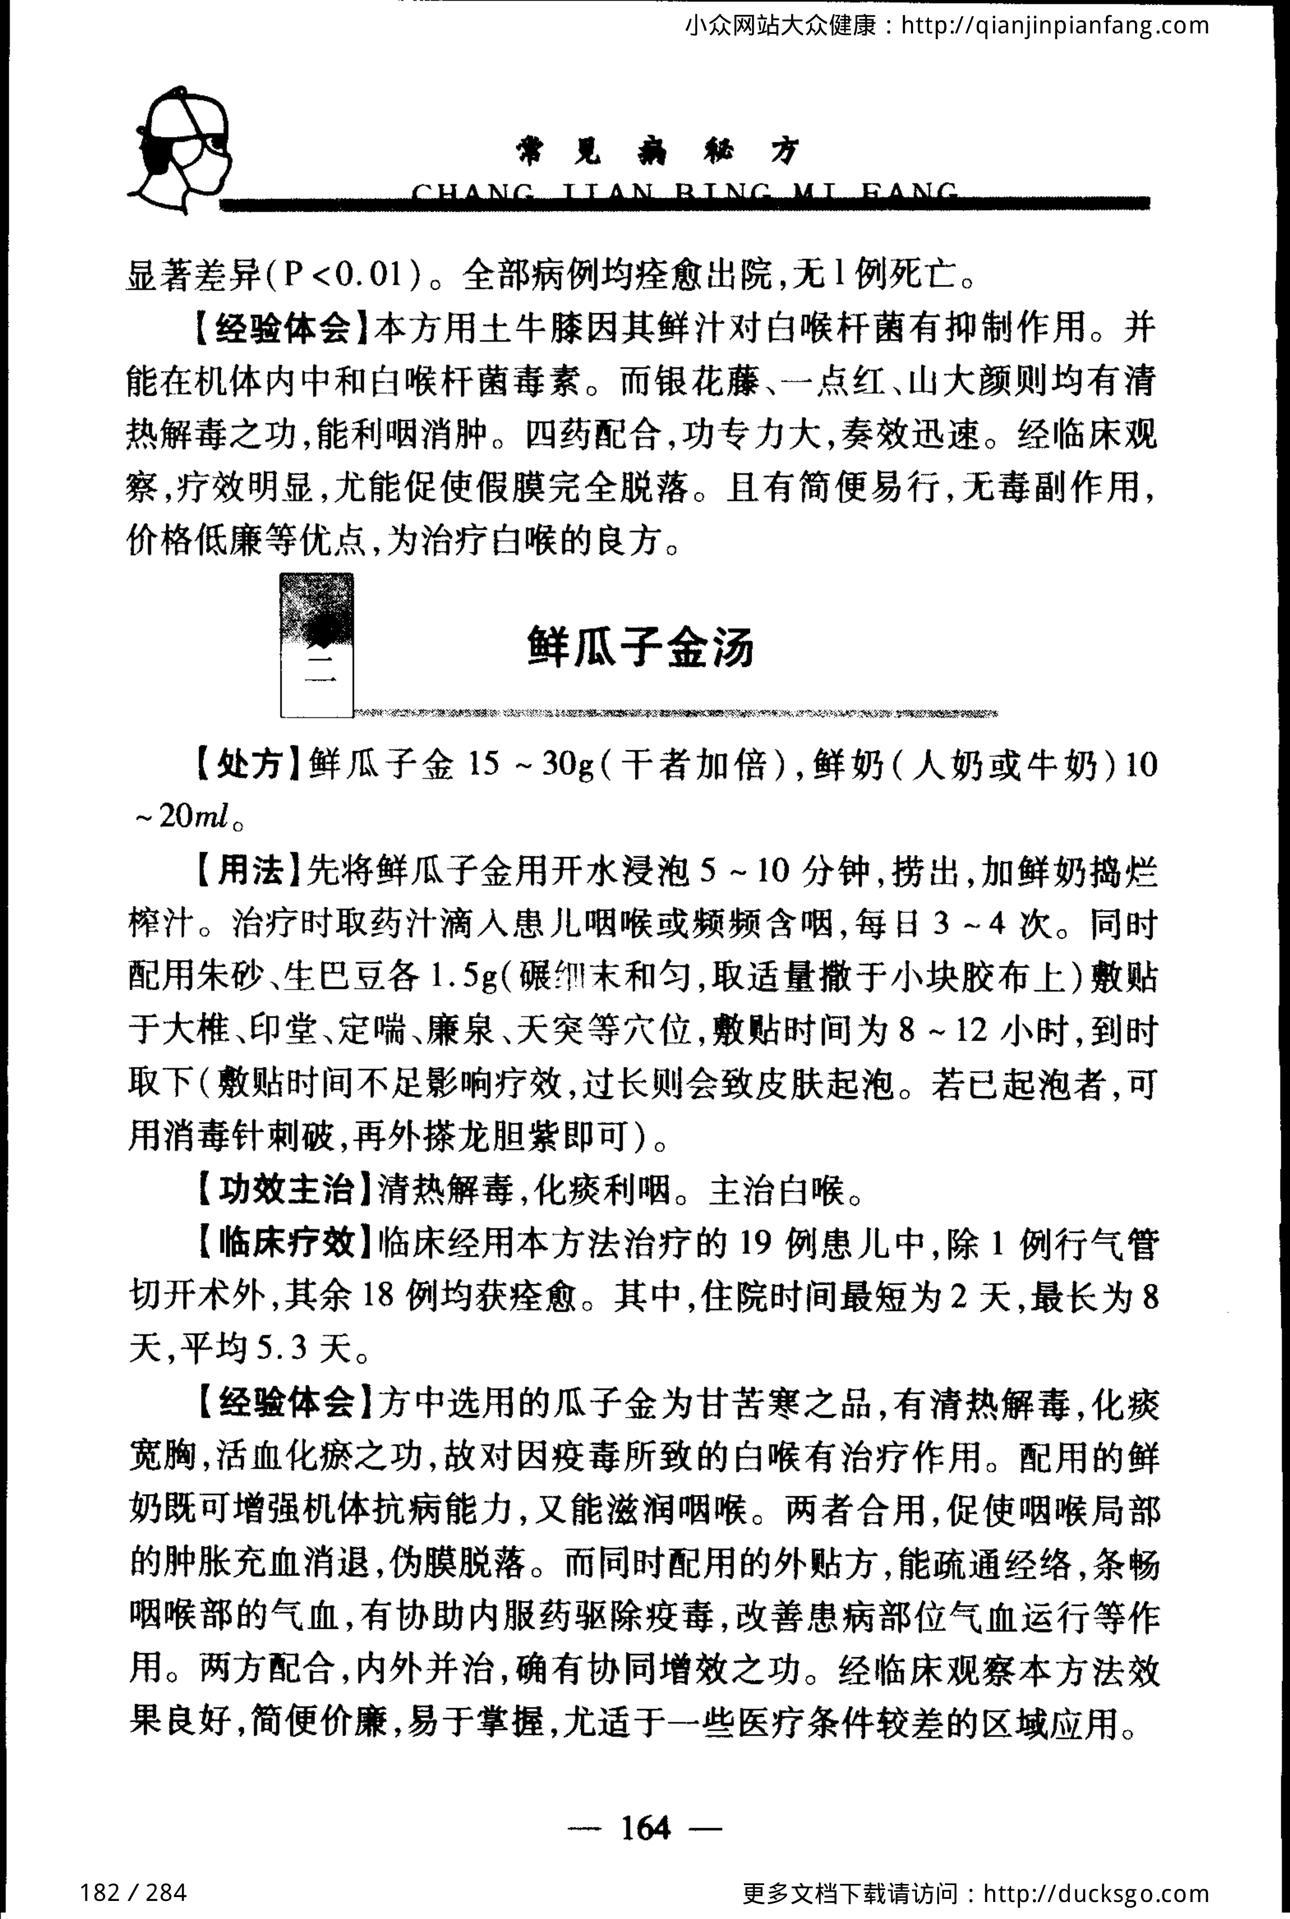 小众网站大众健康：http://qianjinpianfang.com
常见病秘方
CHANG JIAN BING MI FANG
显著差异(P<0.01)。全部病例均痊愈出院,无1例死亡。
【经验体会】本方用土牛膝因其鲜汁对白喉杆菌有抑制作用。并
能在机体内中和白喉杆菌毒素。而银花藤、一点红、山大颜则均有清
热解毒之功,能利咽消肿。四药配合,功专力大,奏效迅速。经临床观
察,疗效明显,尤能促使假膜完全脱落。且有简便易行,无毒副作用,
价格低廉等优点,为治疗白喉的良方。
二
鲜瓜子金汤
【处方】鲜瓜子金 15 ~ 30g(干者加倍),鲜奶(人奶或牛奶)10
~20ml。
【用法】先将鲜瓜子金用开水浸泡 5 ~ 10 分钟,捞出,加鲜奶捣烂
榨汁。治疗时取药汁滴入患儿咽喉或频频含咽,每日 3 ~ 4 次。同时
配用朱砂、生巴豆各 1.5g(碾细末和匀,取适量撒于小块胶布上)敷贴
于大椎、印堂、定喘、廉泉、天突等穴位,敷贴时间为 8 ~ 12 小时,到时
取下(敷贴时间不足影响疗效,过长则会致皮肤起泡。若已起泡者,可
用消毒针刺破,再外搽龙胆紫即可)。
【功效主治】清热解毒,化痰利咽。主治白喉。
【临床疗效】临床经用本方法治疗的 19 例患儿中,除 1 例行气管
切开术外,其余 18 例均获痊愈。其中,住院时间最短为 2 天,最长为 8
天,平均 5.3 天。
【经验体会】方中选用的瓜子金为甘苦寒之品,有清热解毒,化痰
宽胸,活血化瘀之功,故对因疫毒所致的白喉有治疗作用。配用的鲜
奶既可增强机体抗病能力,又能滋润咽喉。两者合用,促使咽喉局部
的肿胀充血消退,伪膜脱落。而同时配用的外贴方,能疏通经络,条畅
咽喉部的气血,有协助内服药驱除疫毒,改善患病部位气血运行等作
用。两方配合,内外并治,确有协同增效之功。经临床观察本方法效
果良好,简便价廉,易于掌握,尤适于一些医疗条件较差的区域应用。
— 164 —
182 / 284
更多文档下载请访问：http://ducksgo.com